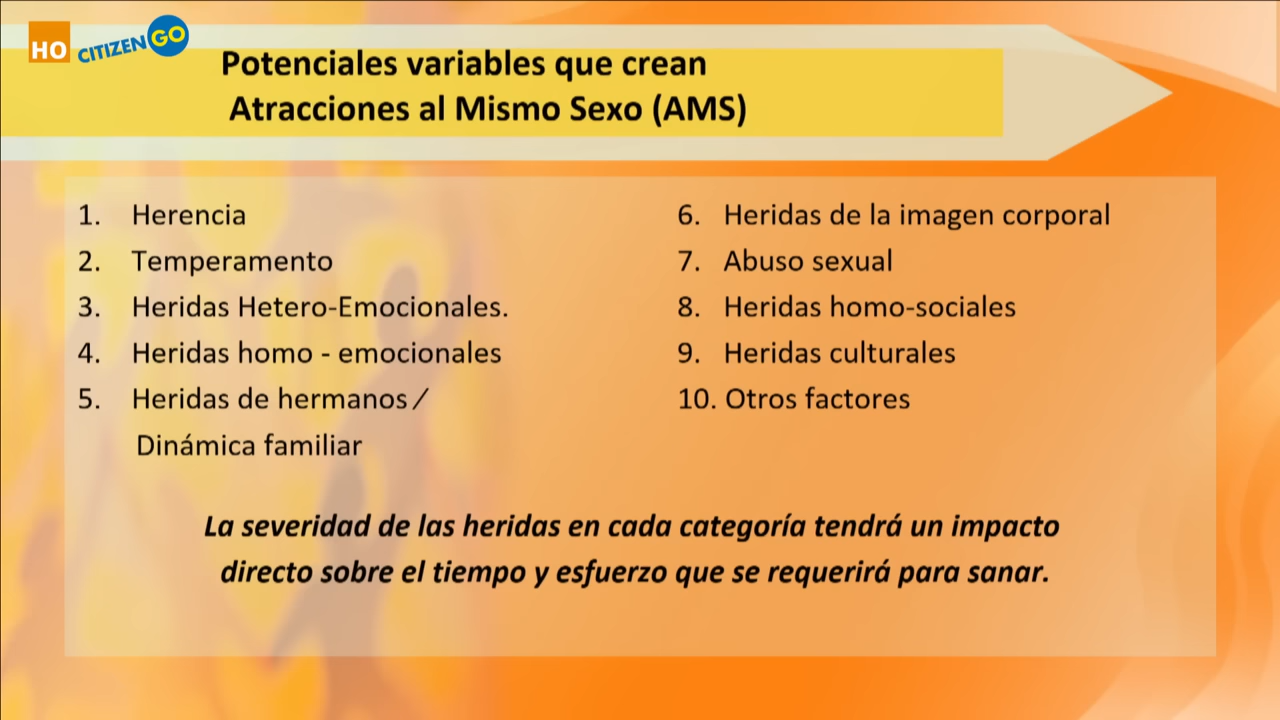 HO CITIZENGO
Potenciales variables que crean
Atracciones al Mismo Sexo (AMS)
1. Herencia
2. Temperamento
3. Heridas Hetero-Emocionales.
4. Heridas homo - emocionales
5. Heridas de hermanos /
Dinámica familiar
6. Heridas de la imagen corporal
7. Abuso sexual
8. Heridas homo-sociales
9. Heridas culturales
10. Otros factores
La severidad de las heridas en cada categoría tendrá un impacto
directo sobre el tiempo y esfuerzo que se requerirá para sanar.